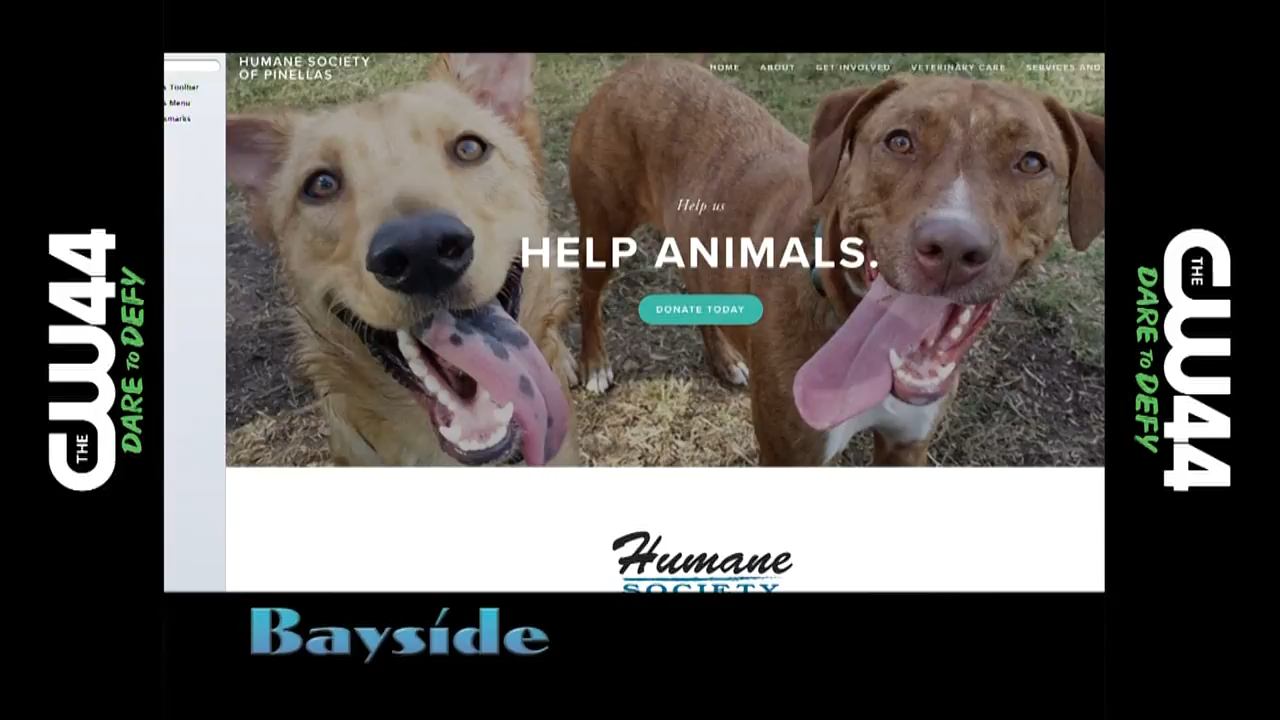 HUMANE SOCIETY
OF PINELLAS
HOME ABOUT GET INVOLVED VETERINARY CARE SERVICES AND
Toolbar
Menu
Help us
HELP ANIMALS.
DONATE TODAY
Humane
SOCIETY
Bayside
THE CW44
DARE TO DEFY
THE CW44
DARE TO DEFY